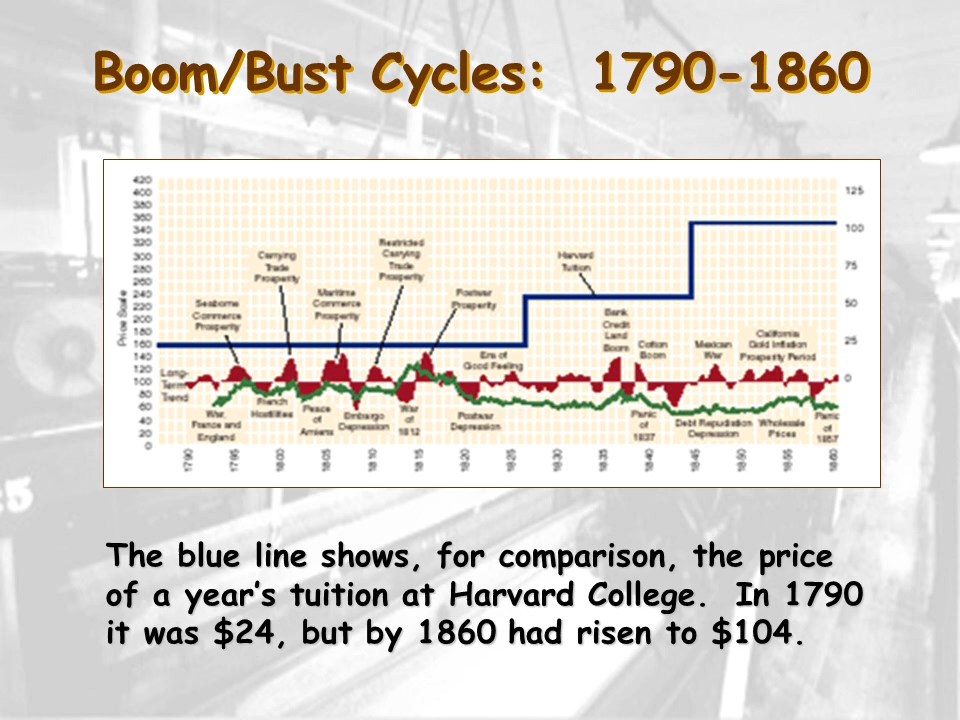 Boom/Bust Cycles: 1790-1860
420
400
380
360
340
320
300
280
260
240
220
200
180
160
140
120
100
80
60
40
20
0
Price Scale
125
100
75
50
25
0
Seaborne
Commerce
Prosperity
Carrying
Trade
Prosperity
Maritime
Commerce
Prosperity
Restricted
Carrying
Trade
Prosperity
Postwar
Prosperity
Era of
Good Feeling
Harvard
Tuition
Bank
Credit
Land
Boom
Cotton
Boom
Mexican
War
California
Gold Inflation
Prosperity Period
Long-
Term
Trend
War,
France and
England
French
Hostilities
Peace
of
Amiens
Embargo
Depression
War
of
1812
Postwar
Depression
Panic
of
1837
Debt Repudiation
Depression
Wholesale
Prices
Panic
of
1857
1790
1795
1800
1805
1810
1815
1820
1825
1830
1835
1840
1845
1850
1855
1860
The blue line shows, for comparison, the price
of a year’s tuition at Harvard College. In 1790
it was $24, but by 1860 had risen to $104.